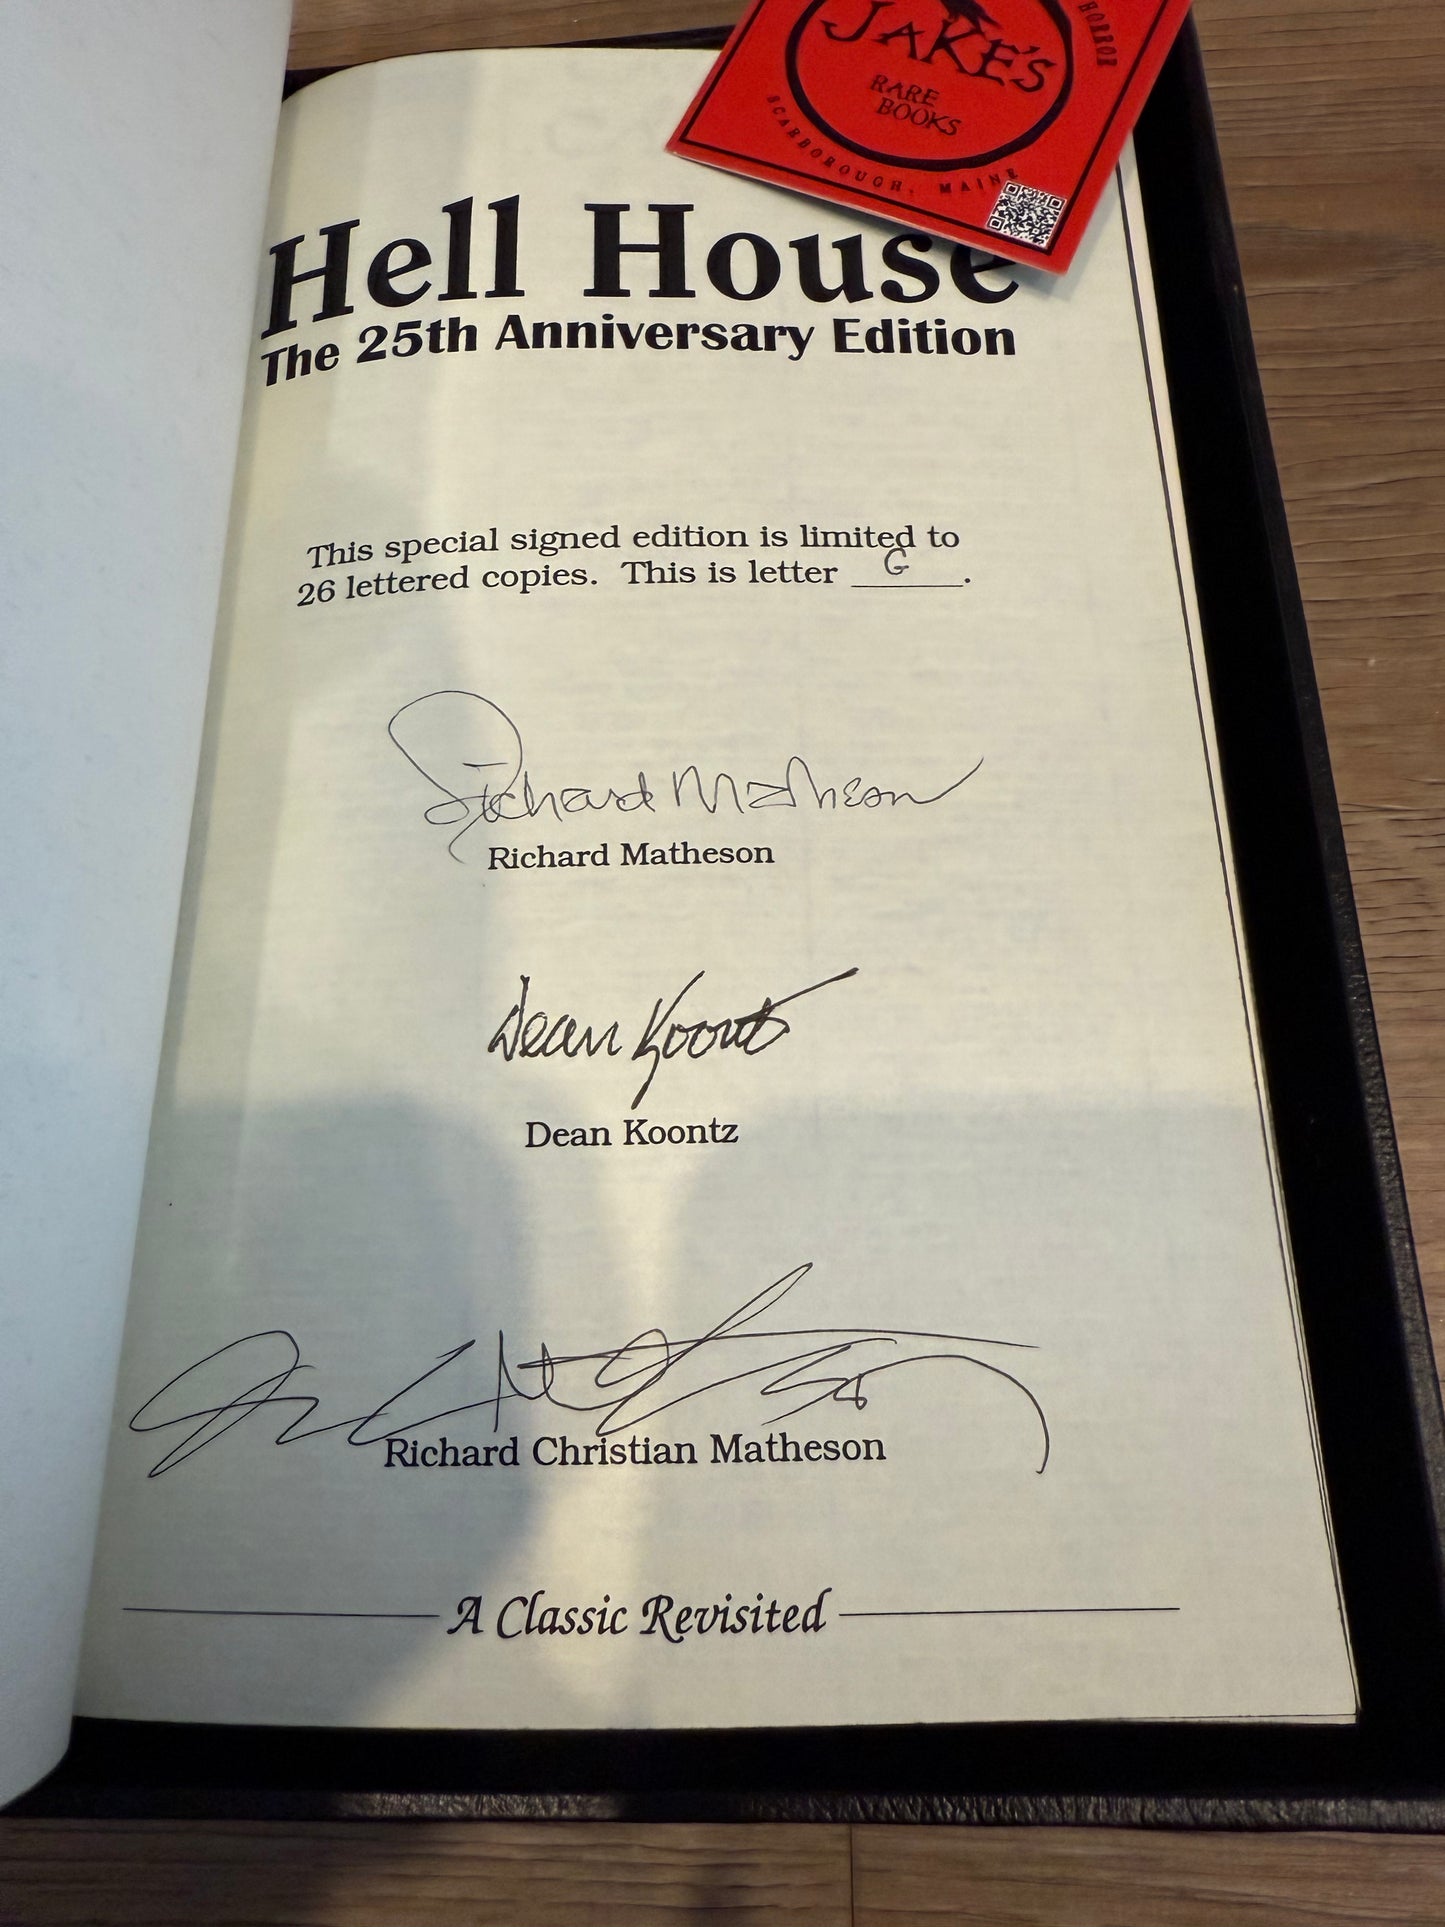 JAKE'S
RARE
BOOKS
SCARBOROUGH, MAINE
HORROR
Hell House
The 25th Anniversary Edition
This special signed edition is limited to
26 lettered copies. This is letter G.
Richard Matheson
Richard Matheson
Dean Koontz
Dean Koontz
Richard Christian Matheson
A Classic Revisited